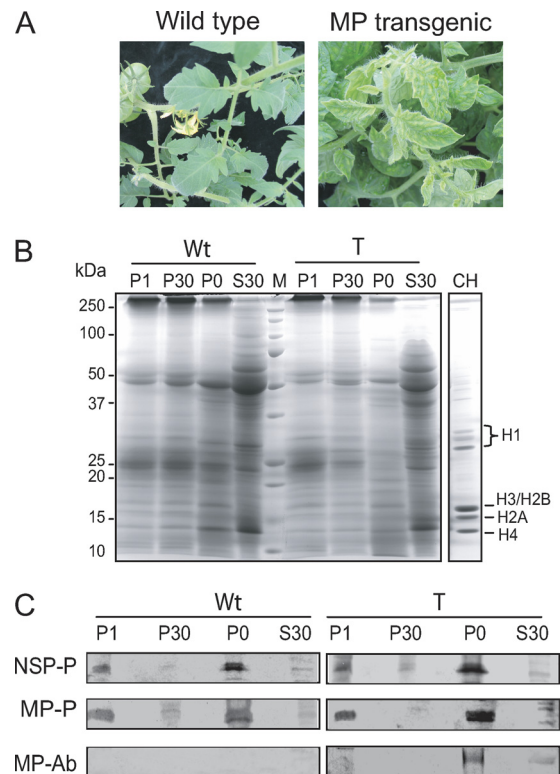 A
Wild type
MP transgenic
B
Wt
T
kDa
P1 P30 P0 S30 M P1 P30 P0 S30 CH
250
100
50
37
25
20
15
10
H1
H3/H2B
H2A
H4
C
Wt
T
P1 P30 P0 S30 P1 P30 P0 S30
NSP-P
MP-P
MP-Ab